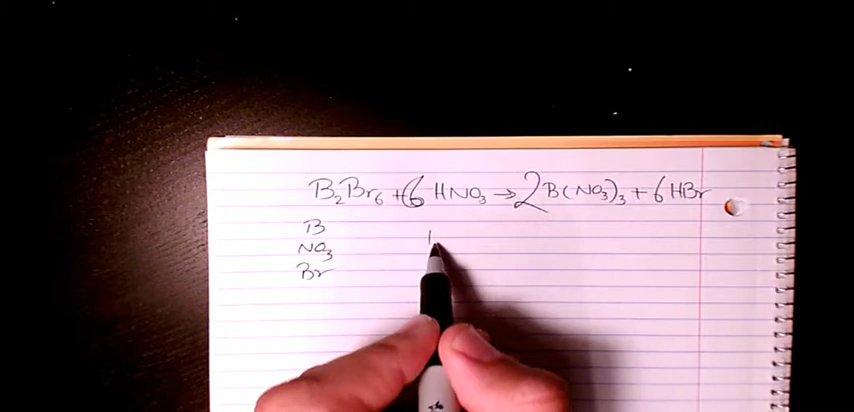 B₂Br₆ + 6 HNO₃ → 2 B(NO₃)₃ + 6 HBr
B
NO₃
Br